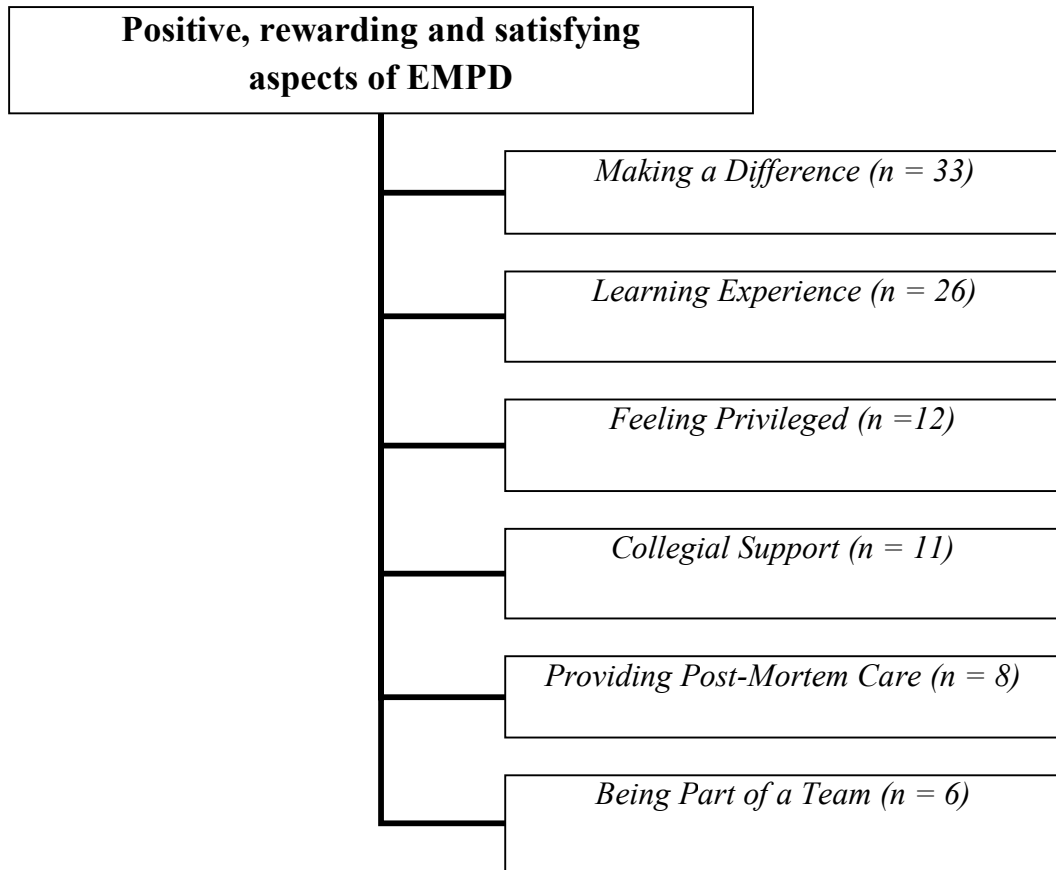 Positive, rewarding and satisfying
aspects of EMPD
Making a Difference (n = 33)
Learning Experience (n = 26)
Feeling Privileged (n =12)
Collegial Support (n = 11)
Providing Post-Mortem Care (n = 8)
Being Part of a Team (n = 6)